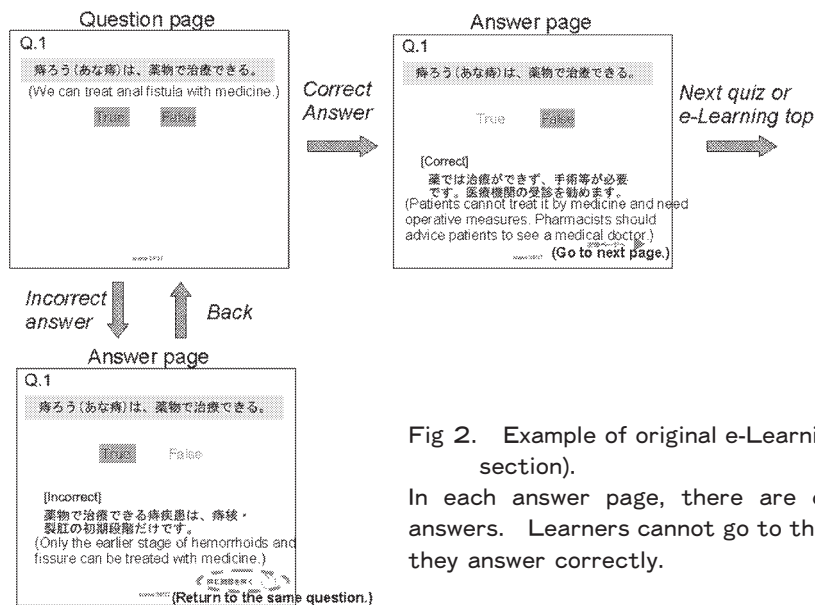 Question page
Q.1
痔ろう(あな痔)は、薬物で治療できる。
(We can treat anal fistula with medicine.)
True False
Correct
Answer
Answer page
Q.1
痔ろう(あな痔)は、薬物で治療できる。
True False
[Correct]
薬では治療ができず、手術等が必要
です。医療機関の受診を勧めます。
(Patients cannot treat it by medicine and need
operative measures. Pharmacists should
advice patients to see a medical doctor.)
(Go to next page.)
Next quiz or
e-Learning top
Incorrect
answer
Back
Answer page
Q.1
痔ろう(あな痔)は、薬物で治療できる。
True False
[Incorrect]
薬物で治療できる痔疾患は、痔核・
裂肛の初期段階だけです。
(Only the earlier stage of hemorrhoids and
fissure can be treated with medicine.)
(Return to the same question.)
Fig 2. Example of original e-Learni
section).
In each answer page, there are
answers. Learners cannot go to th
they answer correctly.